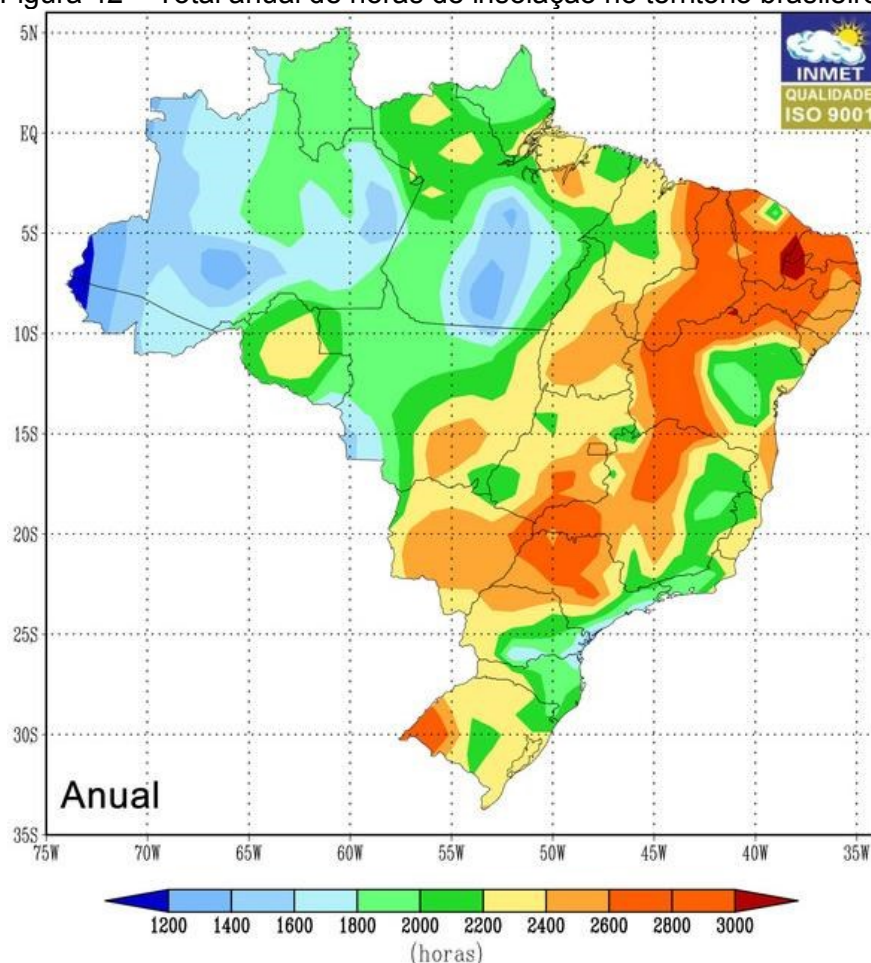 Figura 42 – Total anual de horas de insolação no território brasileiro
5N
EQ
5S
10S
15S
20S
25S
30S
35S
INMET
QUALIDADE
ISO 9001
Anual
75W 70W 65W 60W 55W 50W 45W 40W 35W
1200 1400 1600 1800 2000 2200 2400 2600 2800 3000
(horas)